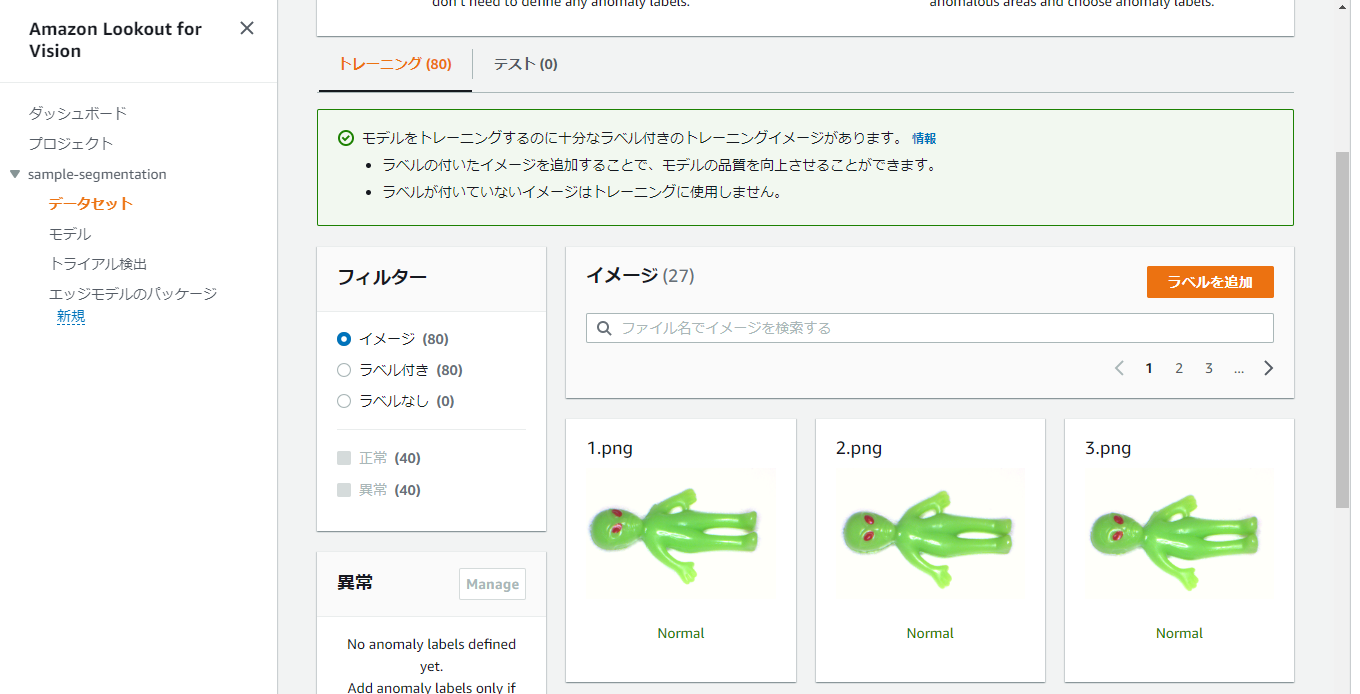 Amazon Lookout for
Vision
ダッシュボード
プロジェクト
sample-segmentation
データセット
モデル
トライアル検出
エッジモデルのパッケージ
新規
don't need to define any anomaly labels.
anomalous areas and choose anomaly labels.
トレーニング (80)
テスト (0)
モデルをトレーニングするのに十分なラベル付きのトレーニングイメージがあります。 情報
ラベルの付いたイメージを追加することで、モデルの品質を向上させることができます。
ラベルが付いていないイメージはトレーニングに使用しません。
フィルター
イメージ (80)
ラベル付き (80)
ラベルなし (0)
正常 (40)
異常 (40)
異常
Manage
No anomaly labels defined
yet.
Add anomaly labels only if
イメージ (27)
ラベルを追加
ファイル名でイメージを検索する
1 2 3 ...
1.png
2.png
3.png
Normal
Normal
Normal